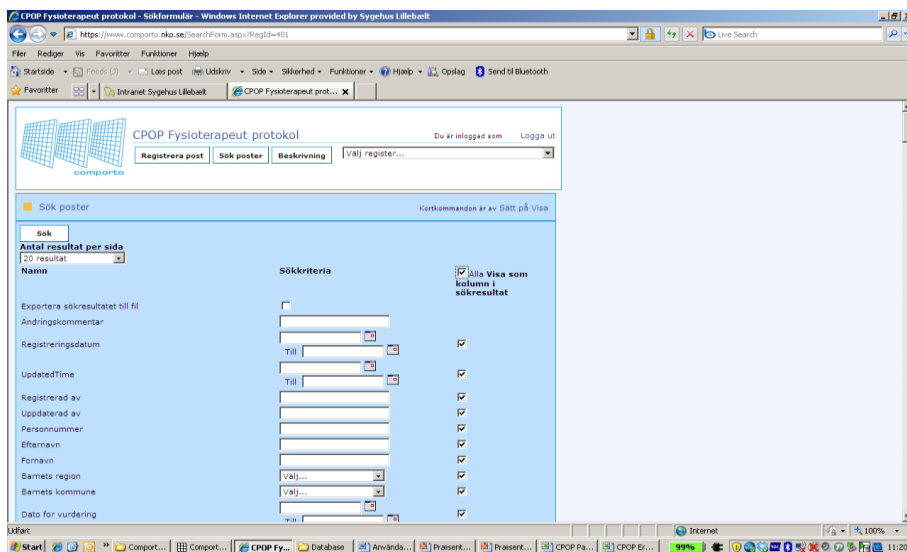 CPOP Fysioterapeut protokol - Sökformulär - Windows Internet Explorer provided by Sygehus Lillebælt
https://www.comporto.nko.se/SearchForm.aspx?RegId=401
Live Search
Filer Rediger Vis Favoritter Funktioner Hjælp
Startside Feeds (J) Læs post Udskriv Side Sikkerhed Funktioner Hjælp Opslag Send til Bluetooth
Favoritter Intranet Sygehus Lillebælt CPOP Fysioterapeut prot... X
CPOP Fysioterapeut protokol Du är inloggad som Logga ut
Registrera post Sök poster Beskrivning Välj register...
comporto
Sök poster Kortkommandon är av Sätt på Visa
Sök
Antal resultat per sida
20 resultat
Namn Sökkriteria Alla Visa som
kolumn i
sökresultat
Exportera sökresultatet till fil
Ändringskommentar
Registreringsdatum
Till
UpdatedTime
Till
Registrerad av
Uppdaterad av
Personnummer
Efternavn
Fornavn
Barnets region Välj...
Barnets kommune Välj...
Dato for vurdering
Till
Udført Internet 100%
Start Comport... Comport... CPOP Fy... Database Använda... Præsent... Præsent... CPOP Pa... CPOP Er... 99% 11:20